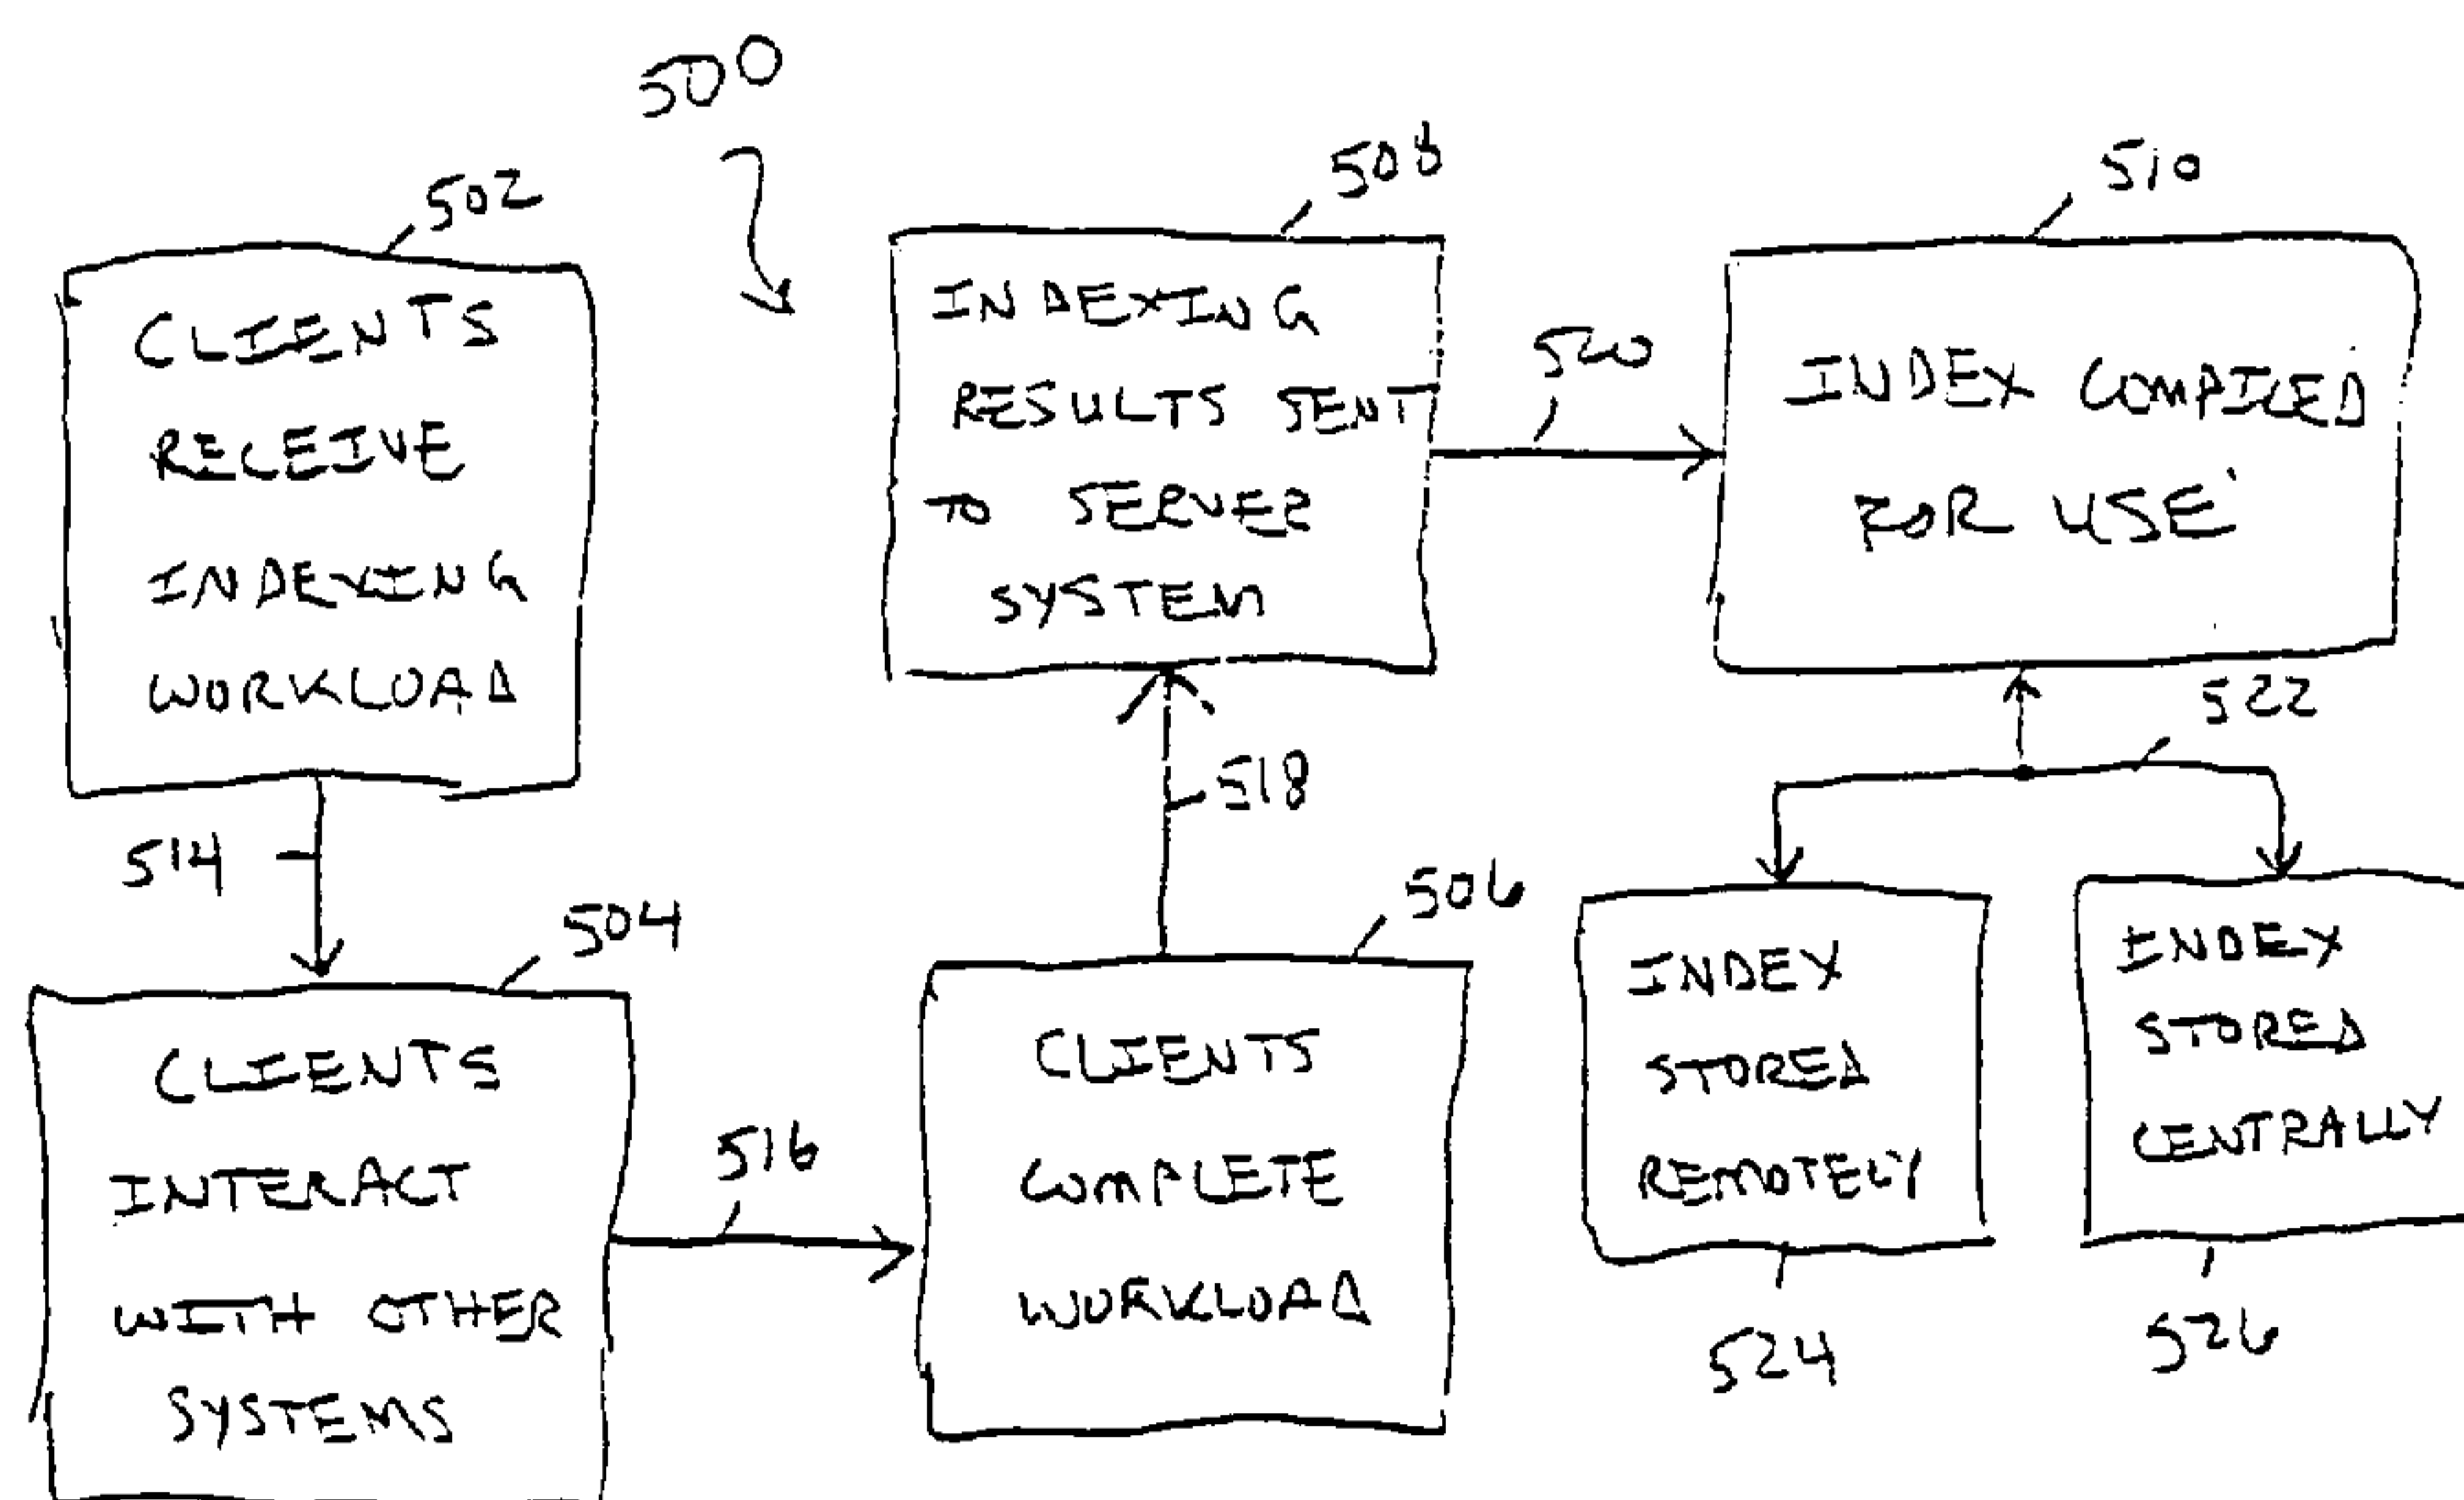 500
502
CLIENTS
RECEIVE
INDEXING
WORKLOAD
514
504
CLIENTS
INTERACT
WITH OTHER
SYSTEMS
516
508
INDEXING
RESULTS SENT
TO SERVER
SYSTEM
518
506
CLIENTS
COMPLETE
WORKLOAD
520
510
INDEX COMPILED
FOR USE
522
INDEX
STORED
REMOTELY
524
INDEX
STORED
CENTRALLY
526